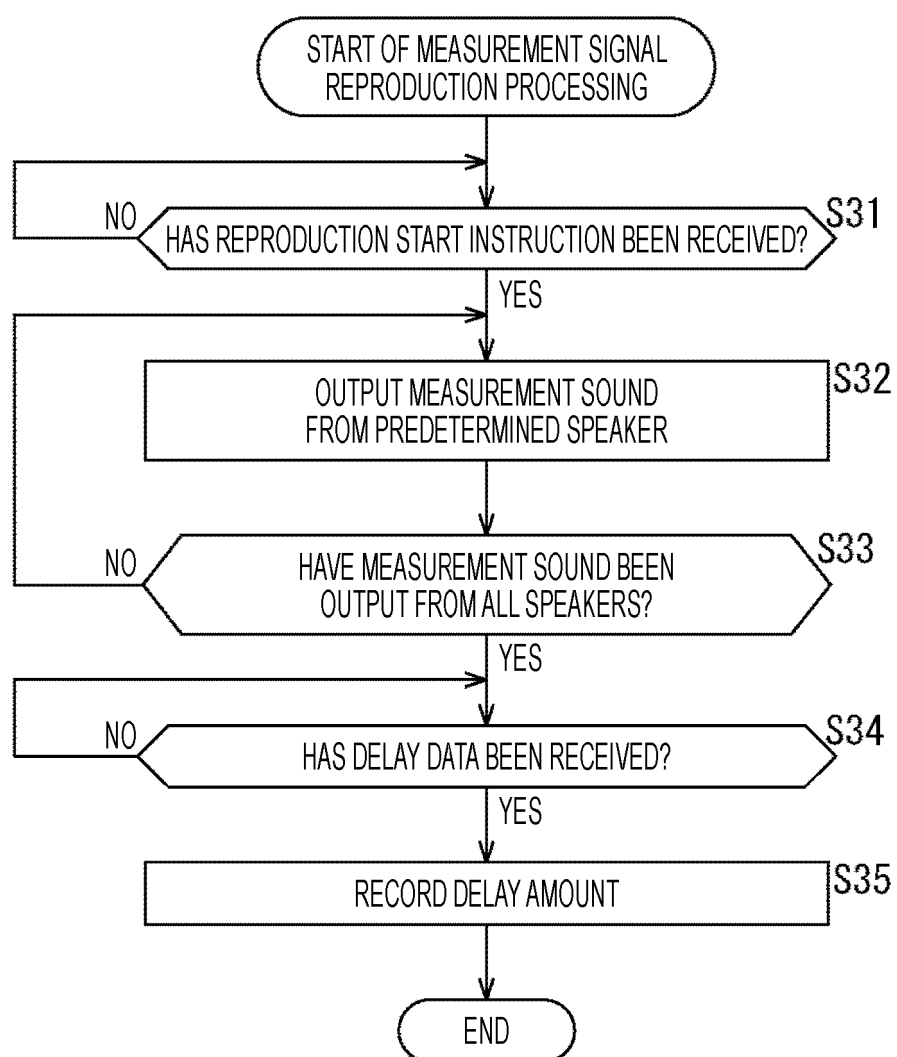 START OF MEASUREMENT SIGNAL
REPRODUCTION PROCESSING
NO
HAS REPRODUCTION START INSTRUCTION BEEN RECEIVED?
S31
YES
OUTPUT MEASUREMENT SOUND
FROM PREDETERMINED SPEAKER
S32
NO
HAVE MEASUREMENT SOUND BEEN
OUTPUT FROM ALL SPEAKERS?
S33
YES
NO
HAS DELAY DATA BEEN RECEIVED?
S34
YES
RECORD DELAY AMOUNT
S35
END